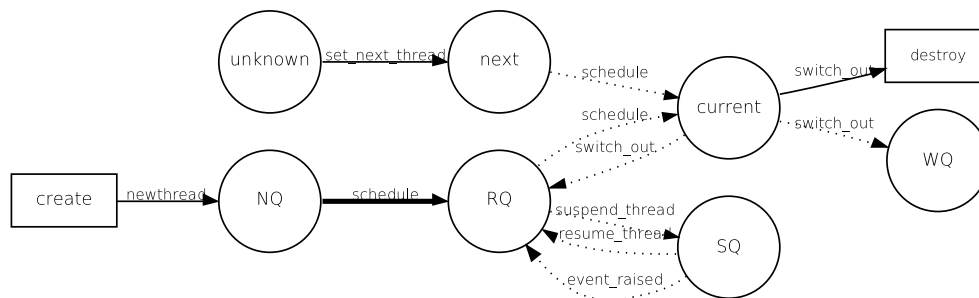 unknown
set_next_thread
next
schedule
current
switch_out
destroy
schedule
switch_out
switch_out
WQ
create
newthread
NQ
schedule
RQ
suspend_thread
resume_thread
SQ
event_raised